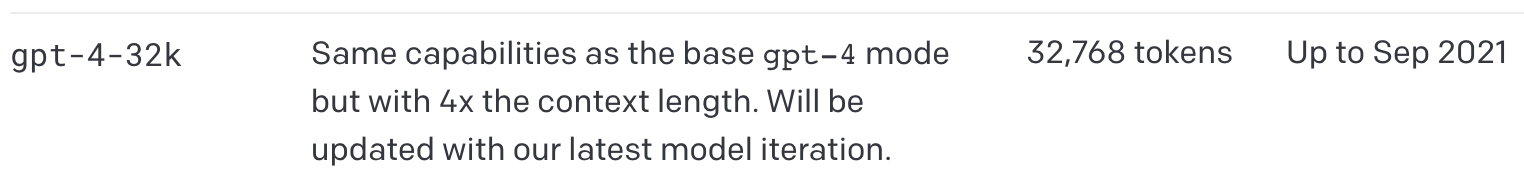 gpt-4-32k Same capabilities as the base gpt-4 mode 32,768 tokens Up to Sep 2021
but with 4x the context length. Will be
updated with our latest model iteration.